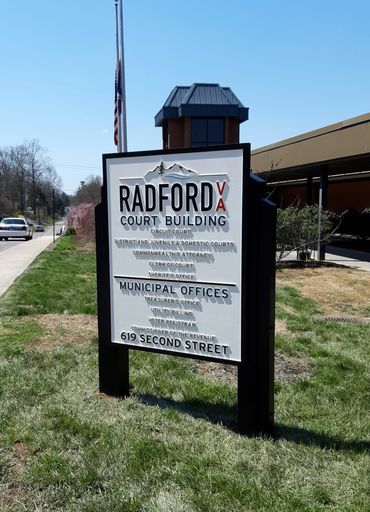 RADFORD VA
COURT BUILDING
CIRCUIT COURT
DISTRICT AND JUVENILE & DOMESTIC COURTS
COMMONWEALTH'S ATTORNEY
CLERK OF COURT
SHERIFF'S OFFICE
MUNICIPAL OFFICES
TREASURER'S OFFICE
UTILITY BILLING
VOTER REGISTRAR
COMMISSIONER OF THE REVENUE
619 SECOND STREET